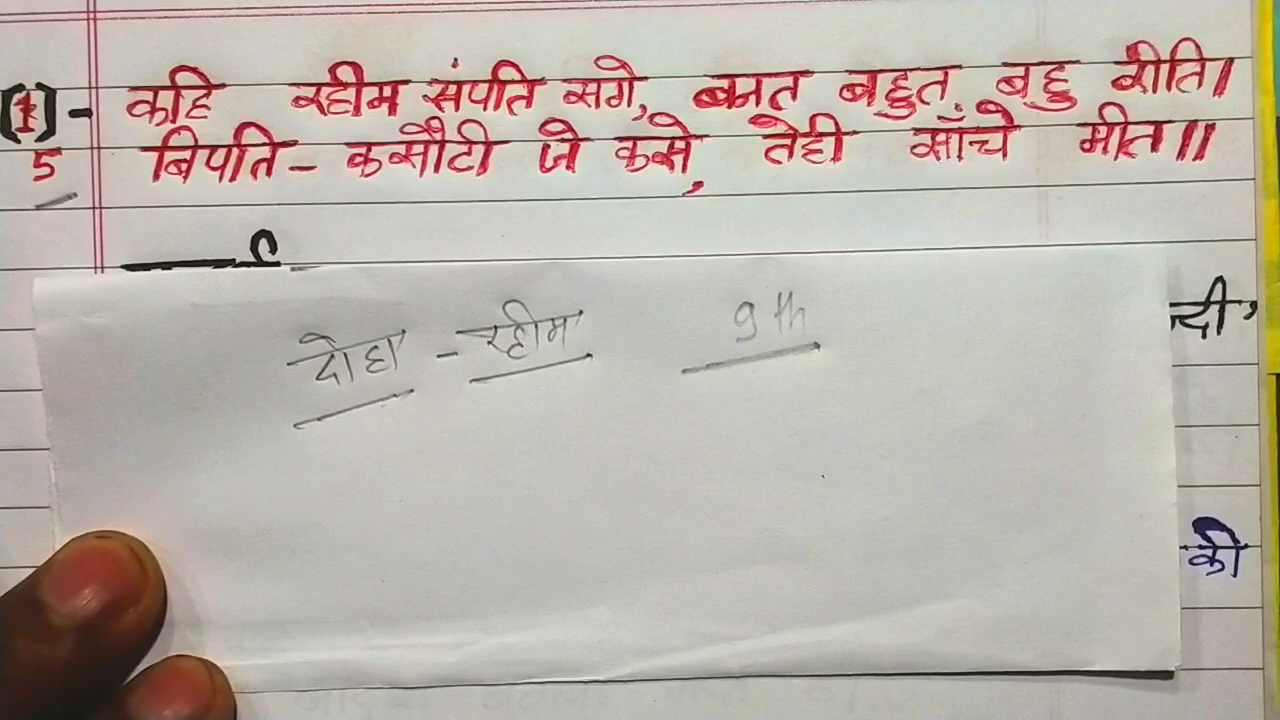 [1]- कहि रहीम संपति सगे, बनत बहुत, बहु रीति।
5 बिपति - कसौटी जे कसे, तेही साँचे मीत॥
दी,
दोहा - रहीम 9th
की